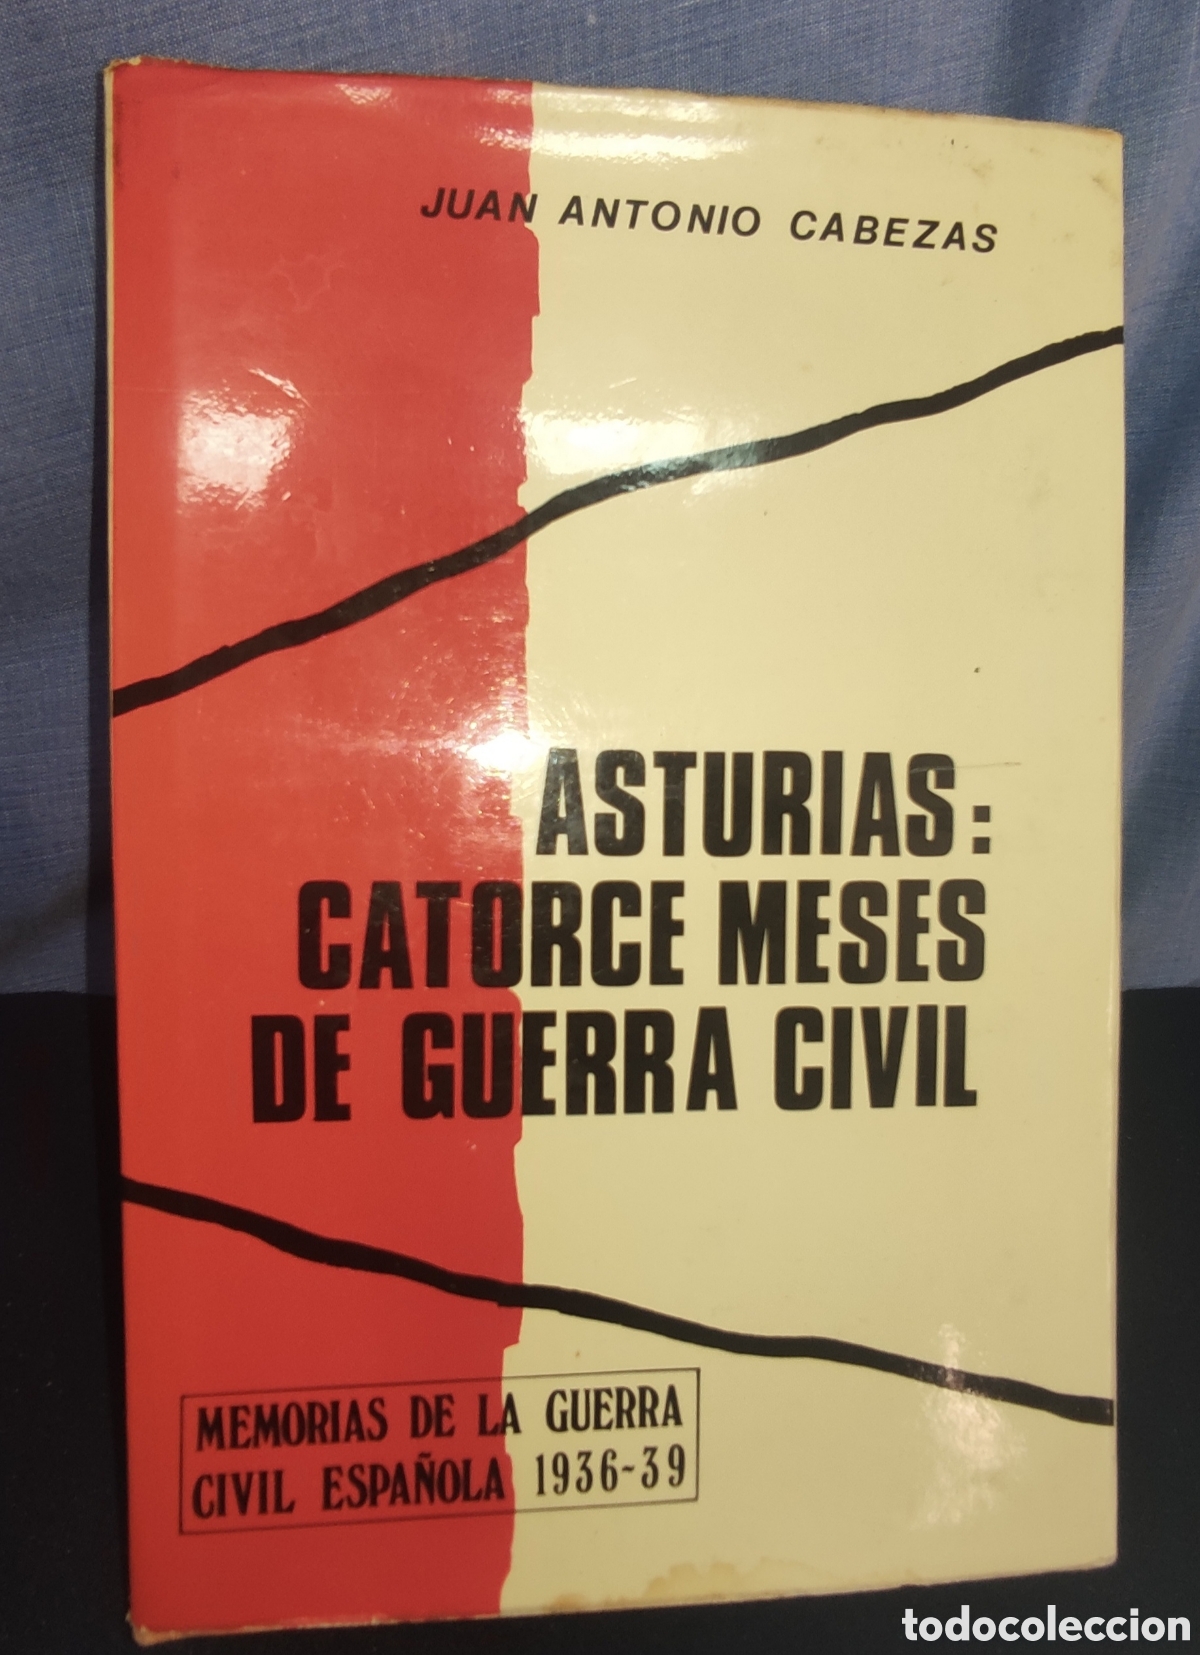 JUAN ANTONIO CABEZAS
ASTURIAS:
CATORCE MESES
DE GUERRA CIVIL
MEMORIAS DE LA GUERRA
CIVIL ESPAÑOLA 1936-39
todocoleccion